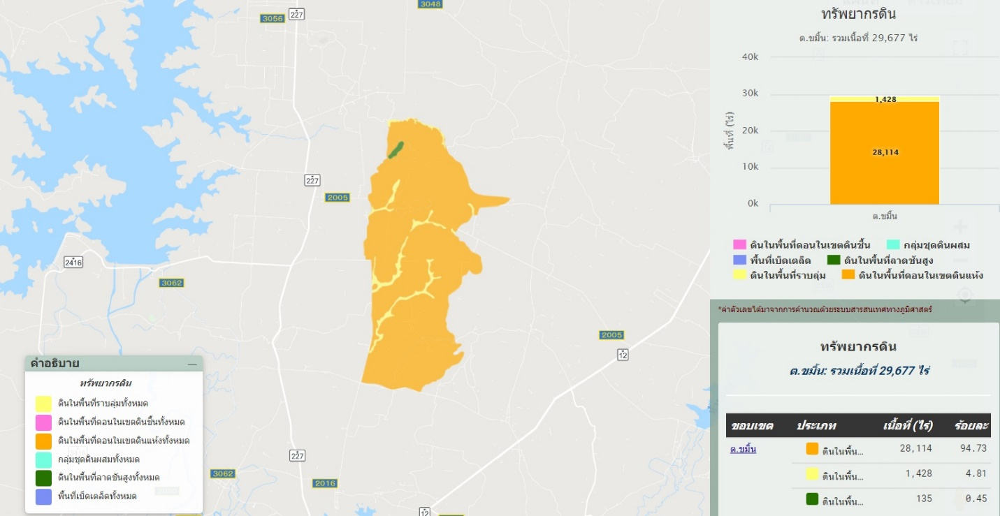 3048
3056
227
227
2005
2416
3062
2005
12
227
3062
2016
12
คำอธิบาย
ทรัพยากรดิน
ดินในพื้นที่ราบลุ่มทั้งหมด
ดินในพื้นที่ดอนในเขตดินชื้นทั้งหมด
ดินในพื้นที่ดอนในเขตดินแห้งทั้งหมด
กลุ่มชุดดินผสมทั้งหมด
ดินในพื้นที่ลาดชันสูงทั้งหมด
พื้นที่เบ็ดเตล็ดทั้งหมด
ทรัพยากรดิน
ต.ขมิ้น: รวมเนื้อที่ 29,677 ไร่
40k
30k
20k
10k
0k
พื้นที่ (ไร่)
1,428
28,114
ต.ขมิ้น
ดินในพื้นที่ดอนในเขตดินชื้น กลุ่มชุดดินผสม
พื้นที่เบ็ดเตล็ด ดินในพื้นที่ลาดชันสูง
ดินในพื้นที่ราบลุ่ม ดินในพื้นที่ดอนในเขตดินแห้ง
*ค่าตัวเลขได้มาจากการคำนวณด้วยระบบสารสนเทศทางภูมิศาสตร์
ทรัพยากรดิน
ต.ขมิ้น: รวมเนื้อที่ 29,677 ไร่
ขอบเขต ประเภท เนื้อที่ (ไร่) ร้อยละ
ต.ขมิ้น ดินในพื้น... 28,114 94.73
ดินในพื้น... 1,428 4.81
ดินในพื้น... 135 0.45